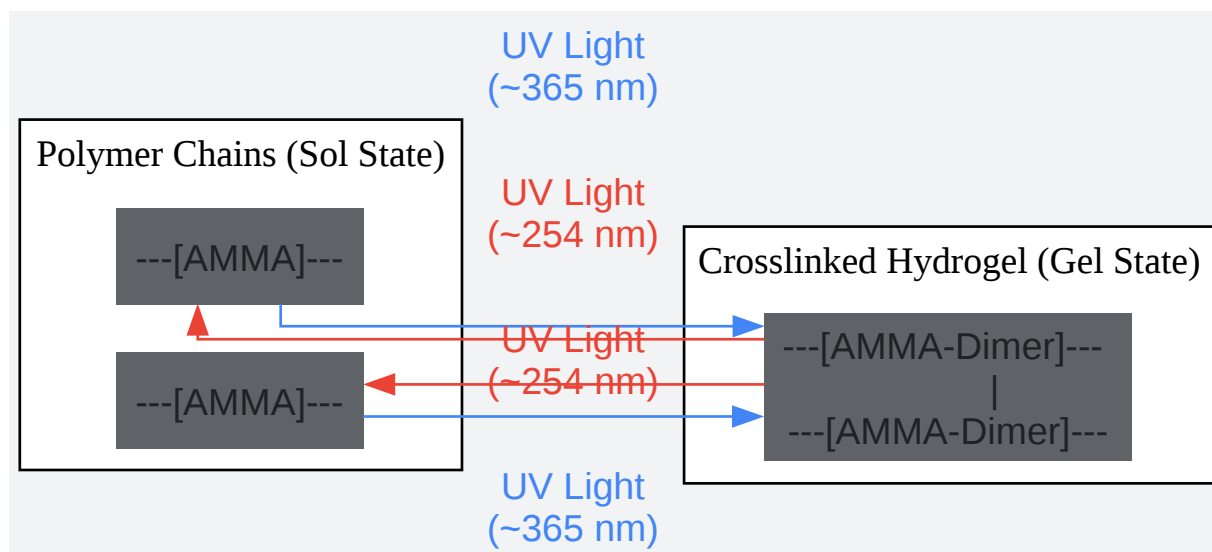 UV Light
(~365 nm)
Polymer Chains (Sol State)
UV Light
(~254 nm)
---[AMMA]---
Crosslinked Hydrogel (Gel State)
UV Light
(~254 nm)
---[AMMA-Dimer]---
|
---[AMMA]---
---[AMMA-Dimer]---
UV Light
(~365 nm)